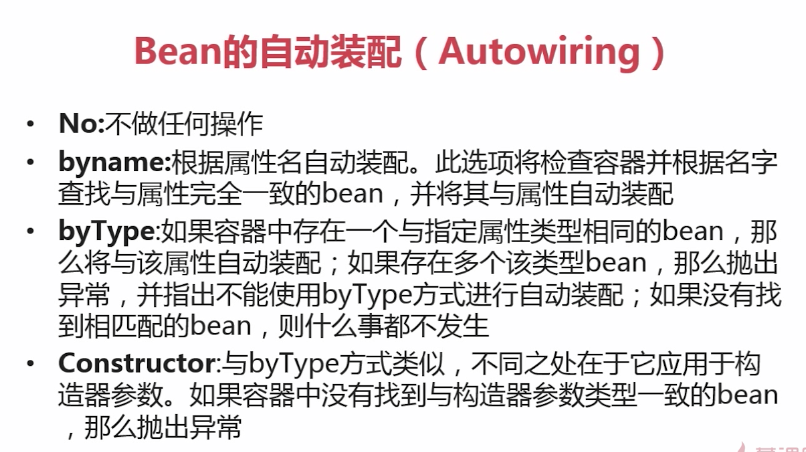 Bean的自动装配（Autowiring）
• No:不做任何操作
• byname:根据属性名自动装配。此选项将检查容器并根据名字
查找与属性完全一致的bean，并将其与属性自动装配
• byType:如果容器中存在一个与指定属性类型相同的bean，那
么将与该属性自动装配；如果存在多个该类型bean，那么抛出
异常，并指出不能使用byType方式进行自动装配；如果没有找
到相匹配的bean，则什么事都不发生
• Constructor:与byType方式类似，不同之处在于它应用于构
造器参数。如果容器中没有找到与构造器参数类型一致的bean
，那么抛出异常